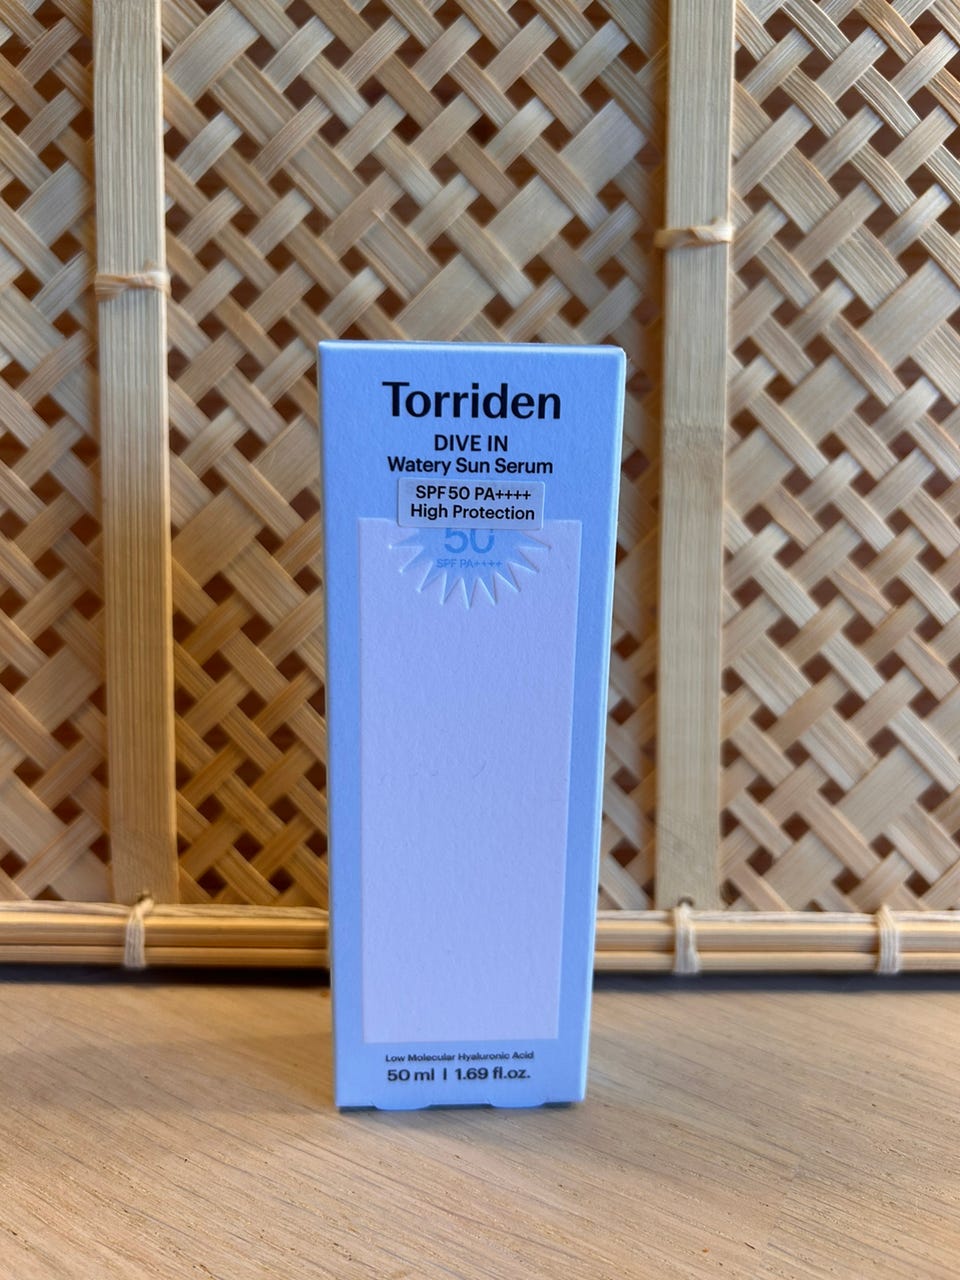 Torriden
DIVE IN
Watery Sun Serum
SPF 50 PA++++
High Protection
50
SPF PA++++
Low Molecular Hyaluronic Acid
50 ml | 1.69 fl.oz.